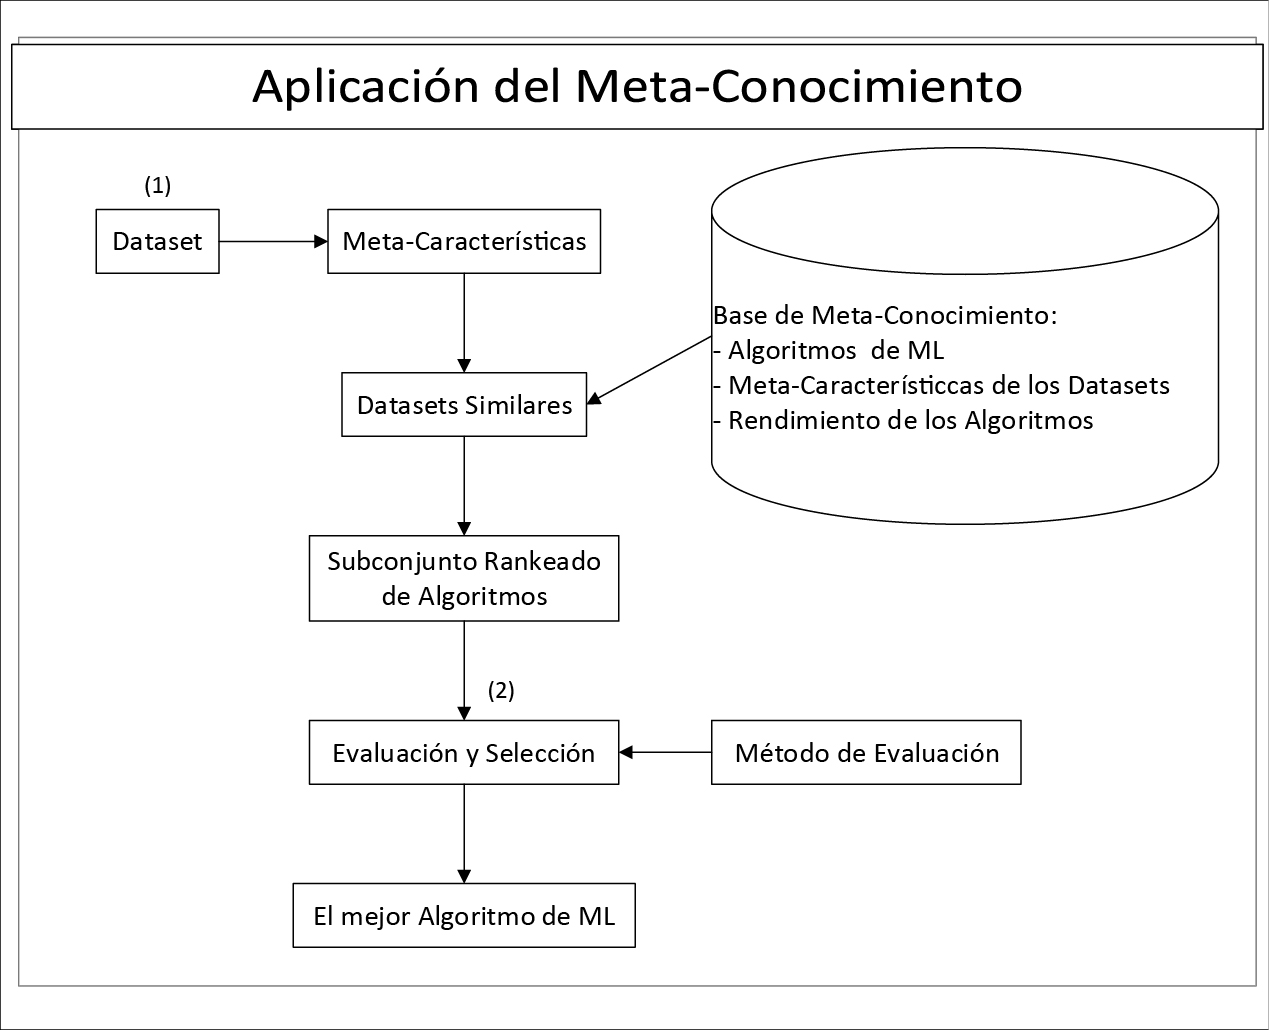 Aplicación del Meta-Conocimiento
(1)
Dataset
Meta-Características
Base de Meta-Conocimiento:
- Algoritmos de ML
- Meta-Característiccas de los Datasets
- Rendimiento de los Algoritmos
Datasets Similares
Subconjunto Rankeado
de Algoritmos
(2)
Evaluación y Selección
Método de Evaluación
El mejor Algoritmo de ML